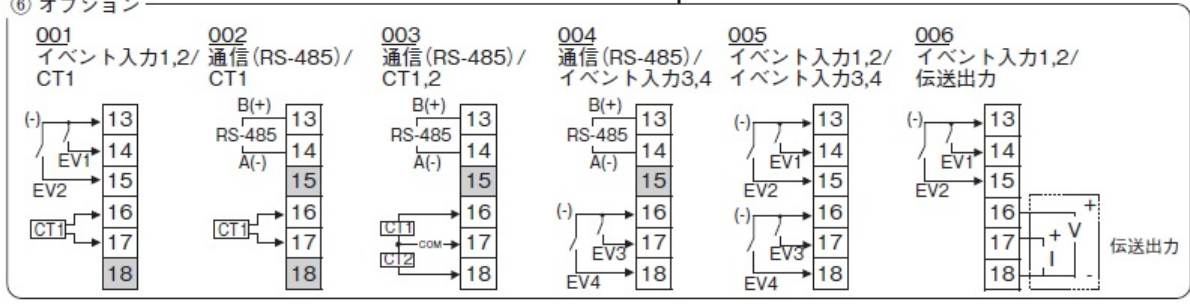 ⑥ オプション
001
イベント入力1,2/
CT1
(-)
EV1
EV2
CT1
13
14
15
16
17
18
002
通信(RS-485)/
CT1
B(+)
RS-485
A(-)
CT1
13
14
15
16
17
18
003
通信(RS-485)/
CT1,2
B(+)
RS-485
A(-)
CT1
COM
CT2
13
14
15
16
17
18
004
通信(RS-485)/
イベント入力3,4
B(+)
RS-485
A(-)
(-)
EV3
EV4
13
14
15
16
17
18
005
イベント入力1,2/
イベント入力3,4
(-)
EV1
EV2
(-)
EV3
EV4
13
14
15
16
17
18
006
イベント入力1,2/
伝送出力
(-)
EV1
EV2
13
14
15
16
17
18
+
V
+
I
-
伝送出力